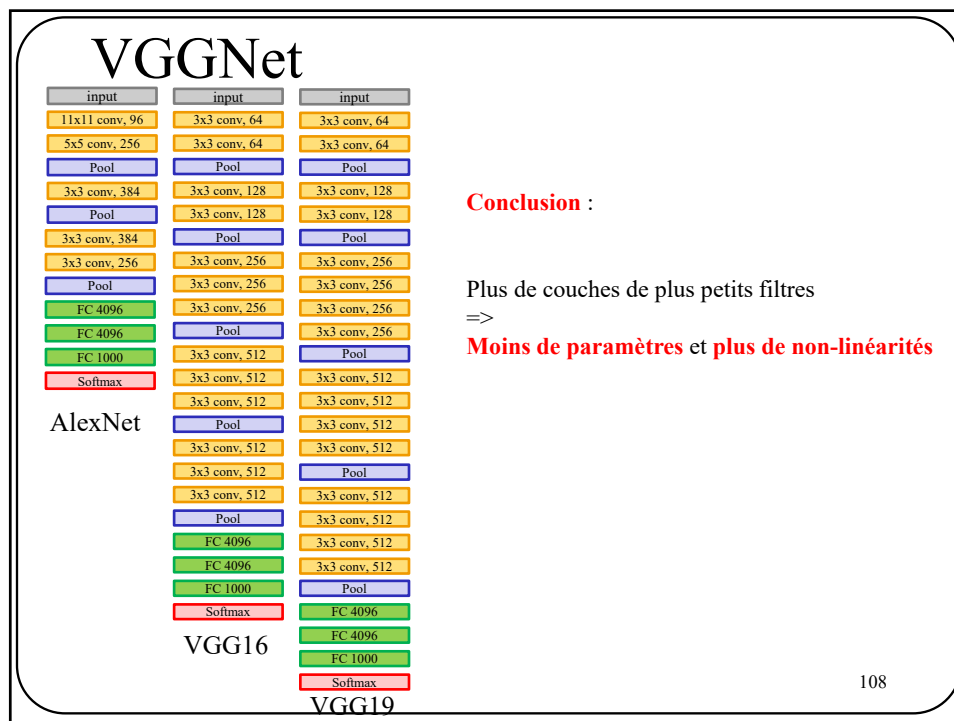 VGGNet
input
11x11 conv, 96
5x5 conv, 256
Pool
3x3 conv, 384
Pool
3x3 conv, 384
3x3 conv, 256
Pool
FC 4096
FC 4096
FC 1000
Softmax
AlexNet
input
3x3 conv, 64
3x3 conv, 64
Pool
3x3 conv, 128
3x3 conv, 128
Pool
3x3 conv, 256
3x3 conv, 256
3x3 conv, 256
Pool
3x3 conv, 512
3x3 conv, 512
3x3 conv, 512
Pool
3x3 conv, 512
3x3 conv, 512
3x3 conv, 512
Pool
FC 4096
FC 4096
FC 1000
Softmax
VGG16
input
3x3 conv, 64
3x3 conv, 64
Pool
3x3 conv, 128
3x3 conv, 128
Pool
3x3 conv, 256
3x3 conv, 256
3x3 conv, 256
3x3 conv, 256
Pool
3x3 conv, 512
3x3 conv, 512
3x3 conv, 512
3x3 conv, 512
Pool
3x3 conv, 512
3x3 conv, 512
3x3 conv, 512
3x3 conv, 512
Pool
FC 4096
FC 4096
FC 1000
Softmax
VGG19
Conclusion :
Plus de couches de plus petits filtres
=>
Moins de paramètres et plus de non-linéarités
108